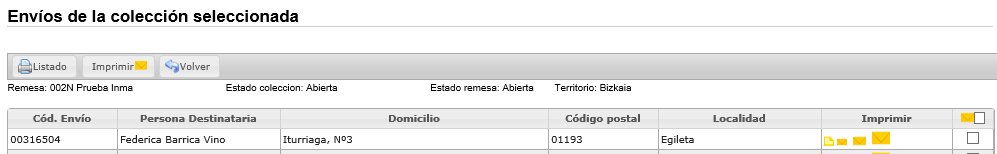 Envíos de la colección seleccionada
Listado Imprimir Volver
Remesa: 002N Prueba Inma Estado coleccion: Abierta Estado remesa: Abierta Territorio: Bizkaia
Cód. Envío Persona Destinataria Domicilio Código postal Localidad Imprimir
00316504 Federica Barrica Vino Iturriaga, Nº3 01193 Egileta